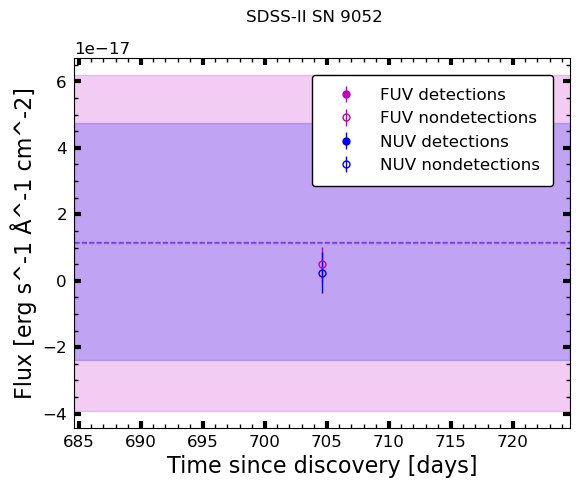 SDSS-II SN 9052
1e−17
6
4
2
0
−2
−4
FUV detections
FUV nondetections
NUV detections
NUV nondetections
Flux [erg s^-1 Å^-1 cm^-2]
685 690 695 700 705 710 715 720
Time since discovery [days]